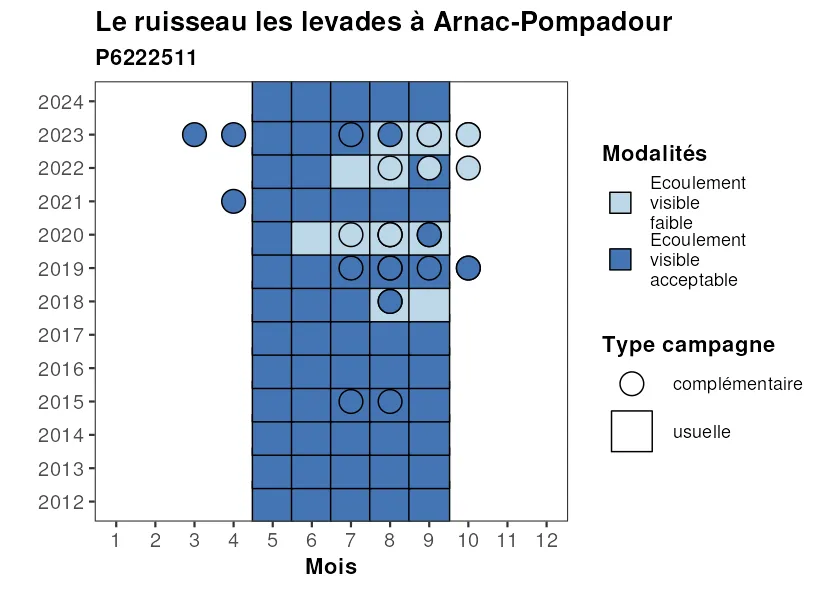 Le ruisseau les levades à Arnac-Pompadour
P6222511
2024
2023
2022
2021
2020
2019
2018
2017
2016
2015
2014
2013
2012
1 2 3 4 5 6 7 8 9 10 11 12
Mois
Modalités
Ecoulement
visible
faible
Ecoulement
visible
acceptable
Type campagne
complémentaire
usuelle